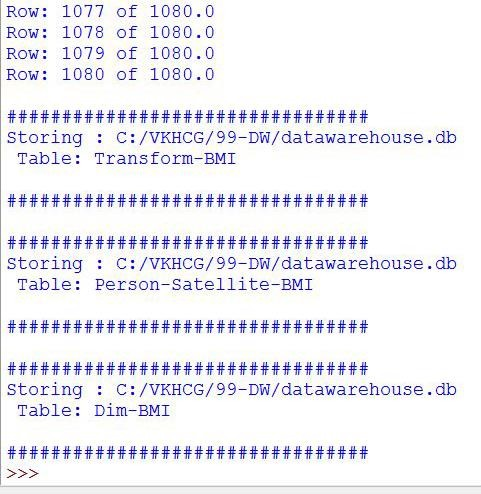 Row: 1077 of 1080.0
Row: 1078 of 1080.0
Row: 1079 of 1080.0
Row: 1080 of 1080.0
#################################
Storing : C:/VKHCG/99-DW/datawarehouse.db
Table: Transform-BMI
#################################
#################################
Storing : C:/VKHCG/99-DW/datawarehouse.db
Table: Person-Satellite-BMI
#################################
#################################
Storing : C:/VKHCG/99-DW/datawarehouse.db
Table: Dim-BMI
#################################
>>>